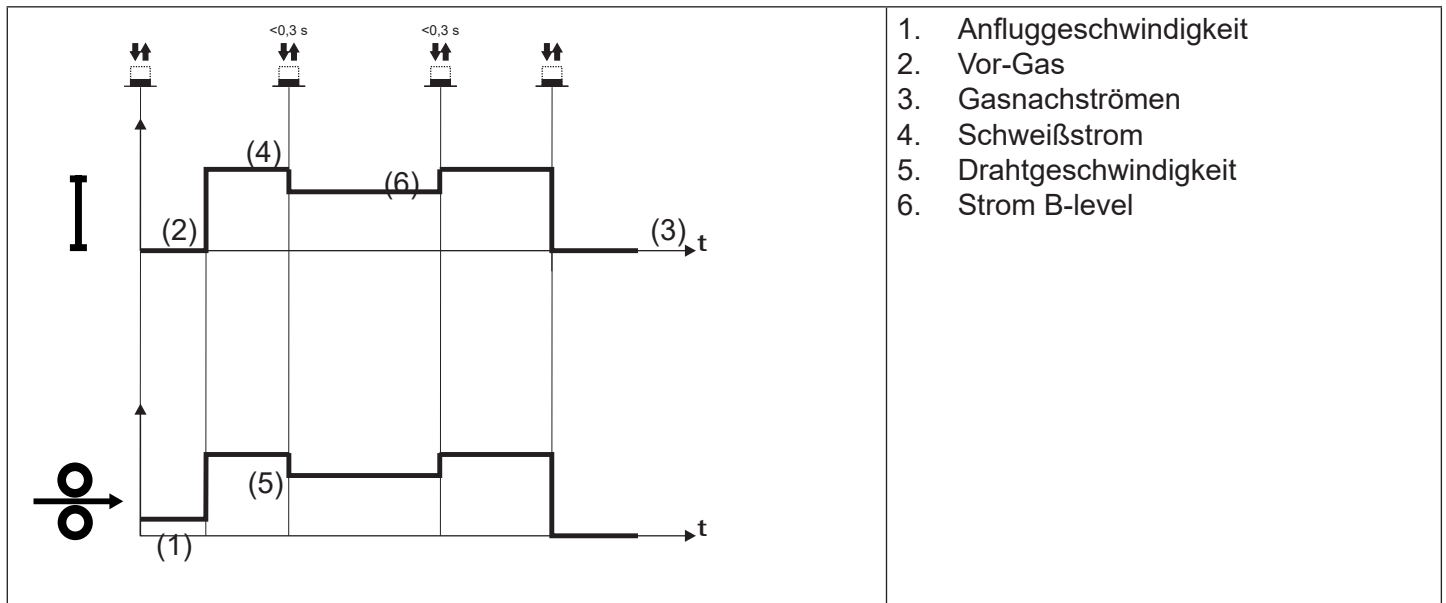 <0,3 s <0,3 s
(4)
(6)
(2)
(3) t
I
(5)
t
(1)
1. Anfluggeschwindigkeit
2. Vor-Gas
3. Gasnachströmen
4. Schweißstrom
5. Drahtgeschwindigkeit
6. Strom B-level